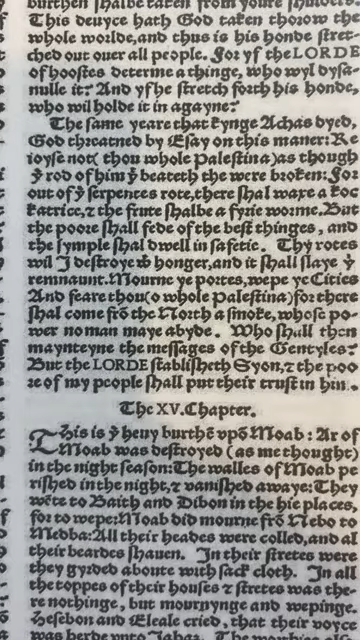 burthen shalbe taken from youre shulders.
This deuyce hath God taken thorow the
whole worlde, and thus is his honde stret-
ched out ouer all people. For yf the LORDE
of hoostes determe a thinge, who wyl dysa-
nulle it? And yf he stretch forth his honde,
who wil holde it in agayne?
The same yeare that kynge Achas dyed,
God threatned by Esay on this maner: Re
ioyse not (thou whole Palestina) as though
ẏ rod of him ẏ beateth the were broken: For
out of ẏ serpentes rote, there shal waxe a koc
katrice, ⁊ the frute shalbe a fyrie worme. But
the poore shall fede of the best thinges, and
the symple shal dwell in safetie. Thy rotes
wil I destroye w̄ honger, and it shall slaye ẏ
remnaunt. Mourne ye portes, wepe ye Cities
And feare thou (o whole Palestina) for there
shal come frō the North a smoke, whose po-
wer no man maye abyde. Who shall then
maynteyne the messages of the Gentyles?
But the LORDE stablisheth Syon, ⁊ the poo
re of my people shall put their trust in him.
The XV. Chapter.
This is ẏ heuy burthē vpō Moab: Ar of
Moab was destroyed (as me thought)
in the night season: The walles of Moab pe
rished in the night, ⁊ vanished awaye: They
wēte to Baith and Dibon in the hie places,
for to wepe: Moab did mourne frō Nebo to
Medba: All their heades were colled, and al
their beardes shauen. In their stretes were
they gyrded aboute with sack cloth. In all
the toppes of their houses ⁊ stretes was the-
re nothinge, but mournynge and wepinge.
Hesebon and Eleale cried, that their voyce
was herde vnto Jahaz. The